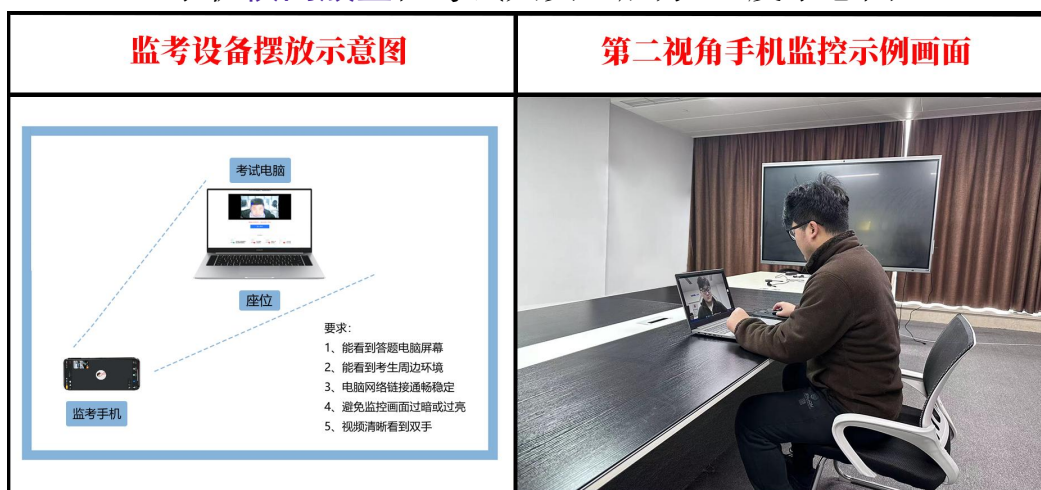 监考设备摆放示意图
第二视角手机监控示例画面
考试电脑
座位
监考手机
要求：
1、能看到答题电脑屏幕
2、能看到考生周边环境
3、电脑网络链接通畅稳定
4、避免监控画面过暗或过亮
5、视频清晰看到双手